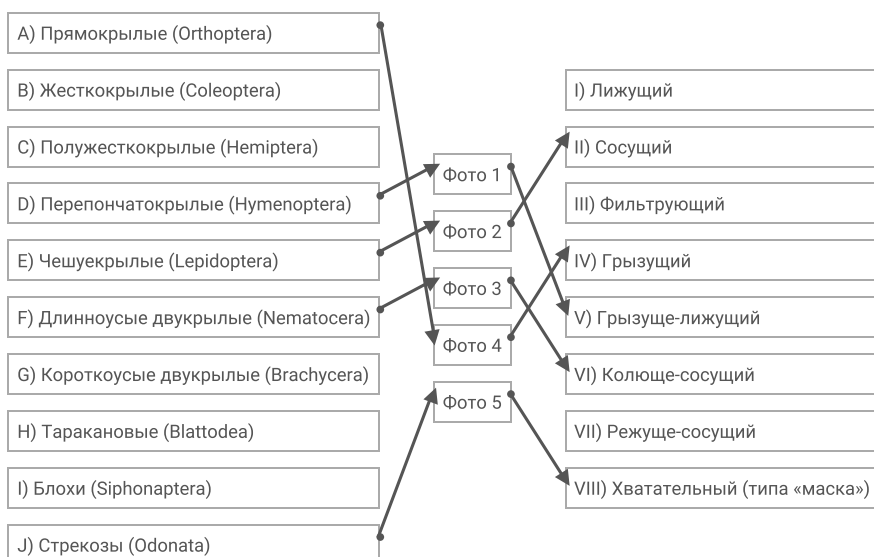 A) Прямокрылые (Orthoptera)
B) Жесткокрылые (Coleoptera)
C) Полужесткокрылые (Hemiptera)
D) Перепончатокрылые (Hymenoptera)
E) Чешуекрылые (Lepidoptera)
F) Длинноусые двукрылые (Nematocera)
G) Короткоусые двукрылые (Brachycera)
H) Таракановые (Blattodea)
I) Блохи (Siphonaptera)
J) Стрекозы (Odonata)
Фото 1
Фото 2
Фото 3
Фото 4
Фото 5
I) Лижущий
II) Сосущий
III) Фильтрующий
IV) Грызущий
V) Грызуще-лижущий
VI) Колюще-сосущий
VII) Режуще-сосущий
VIII) Хватательный (типа «маска»)